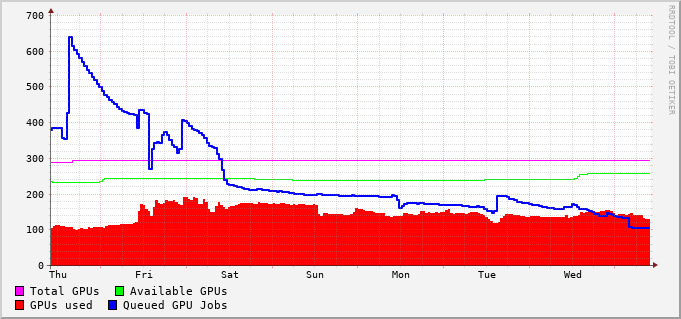 700
600
500
400
300
200
100
0
Thu Fri Sat Sun Mon Tue Wed
Total GPUs Available GPUs
GPUs used Queued GPU Jobs
RRDTOOL / TOBI OETIKER